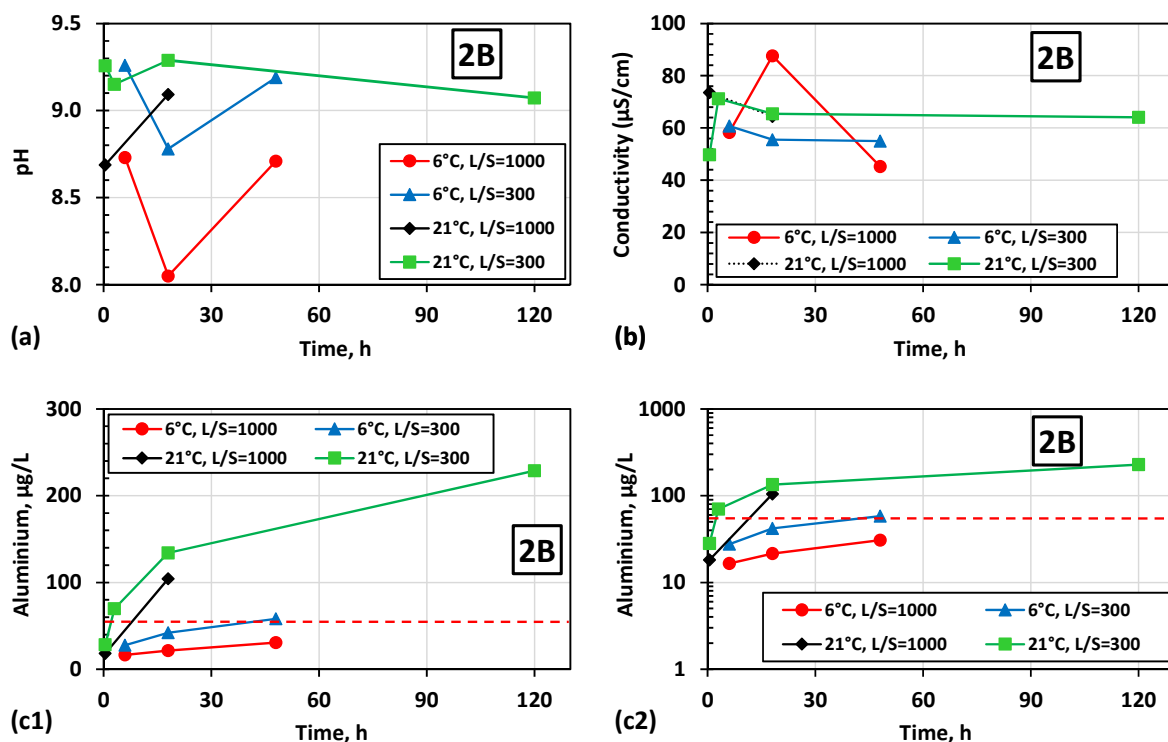 9.5
9.0
8.5
8.0
pH
2B
6°C, L/S=1000
6°C, L/S=300
21°C, L/S=1000
21°C, L/S=300
0 30 60 90 120
(a)
Time, h
100
80
60
40
20
0
Conductivity (µS/cm)
2B
6°C, L/S=1000 6°C, L/S=300
21°C, L/S=1000 21°C, L/S=300
0 30 60 90 120
(b)
Time, h
300
200
100
0
Aluminium, µg/L
6°C, L/S=1000 6°C, L/S=300
21°C, L/S=1000 21°C, L/S=300
2B
0 30 60 90 120
(c1)
Time, h
1000
100
10
1
Aluminium, µg/L
2B
6°C, L/S=1000 6°C, L/S=300
21°C, L/S=1000 21°C, L/S=300
0 30 60 90 120
(c2)
Time, h